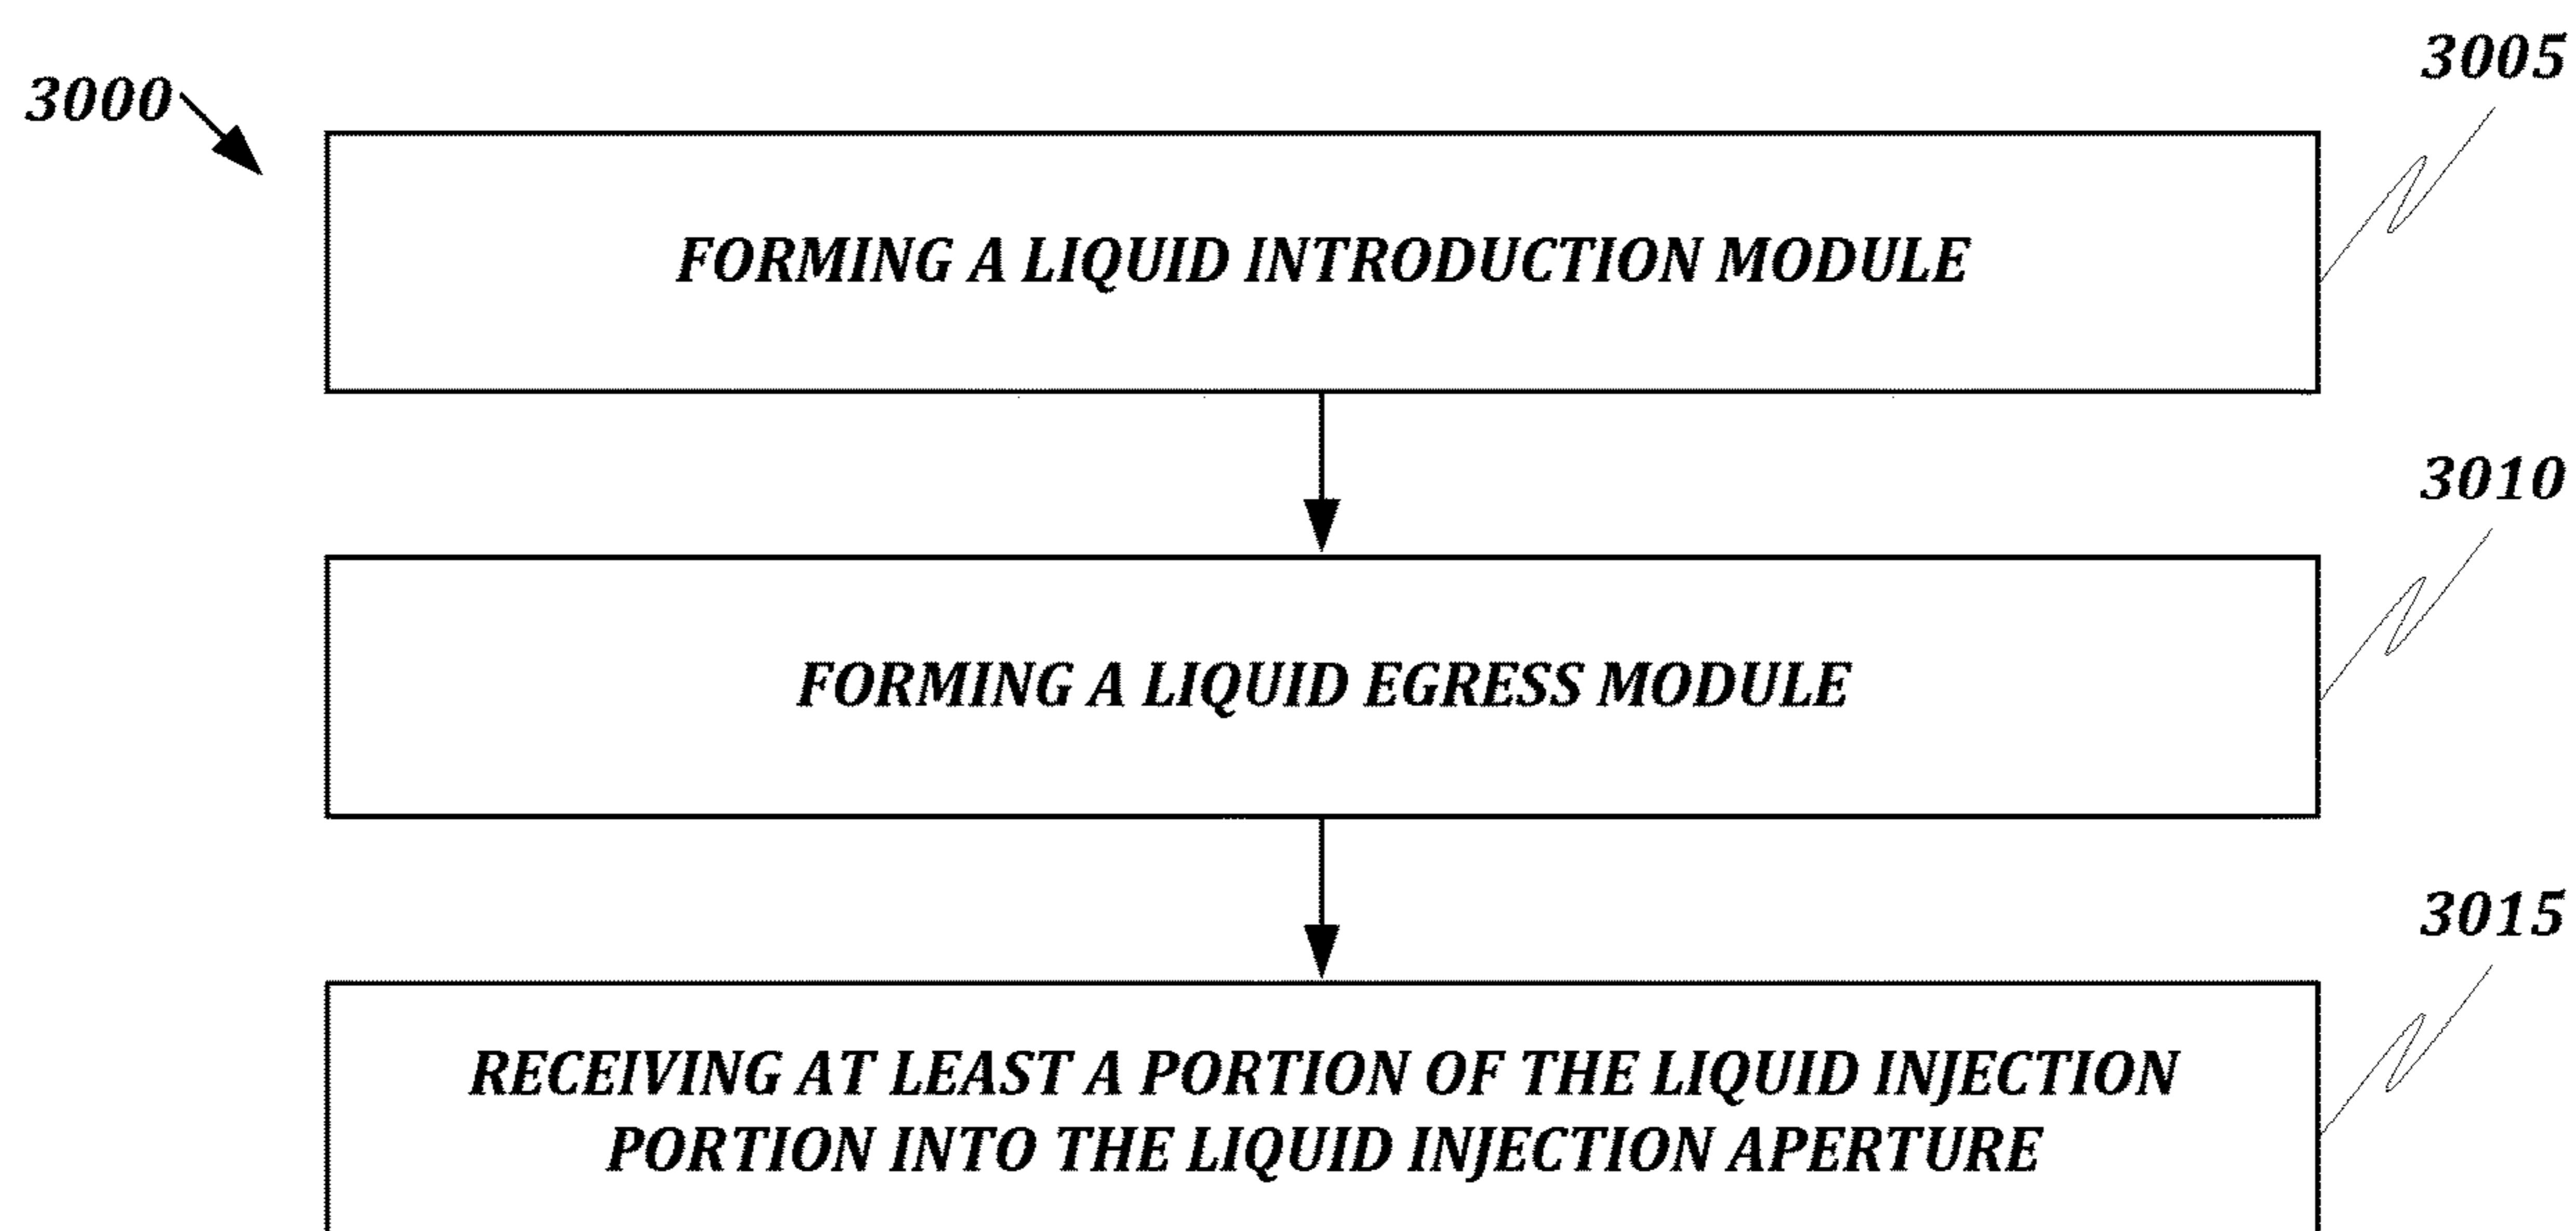 3005
3000
FORMING A LIQUID INTRODUCTION MODULE
3010
FORMING A LIQUID EGRESS MODULE
3015
RECEIVING AT LEAST A PORTION OF THE LIQUID INJECTION
PORTION INTO THE LIQUID INJECTION APERTURE